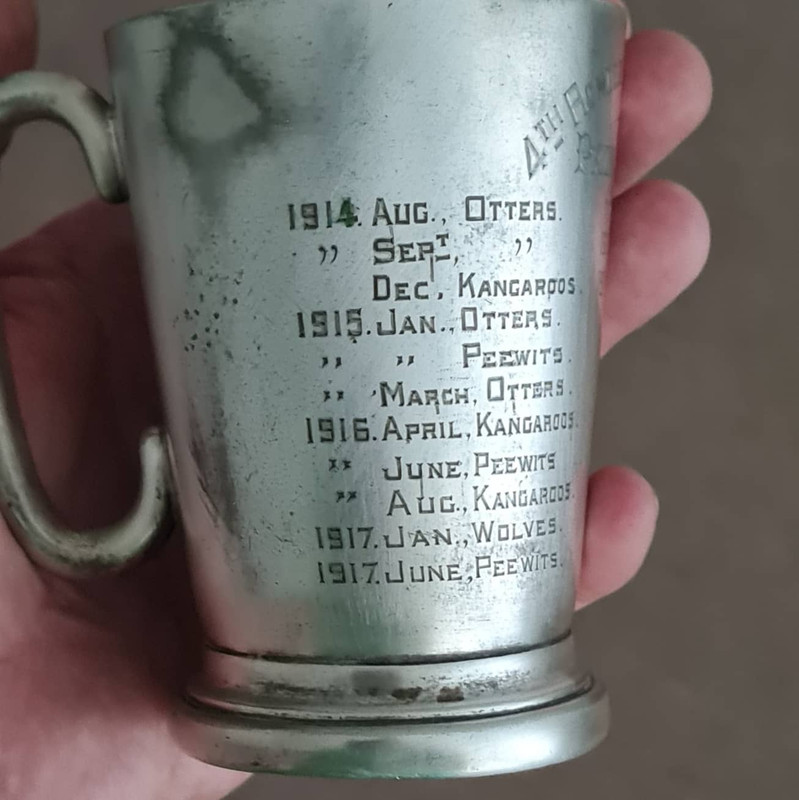 4TH
1914. AUG., OTTERS.
” SEPT, ”
DEC, KANGAROOS.
1915. JAN., OTTERS.
” ” PEEWITS.
” MARCH, OTTERS.
1916. APRIL, KANGAROOS.
” JUNE, PEEWITS
” AUG., KANGAROOS.
1917. JAN., WOLVES.
1917. JUNE, PEEWITS.